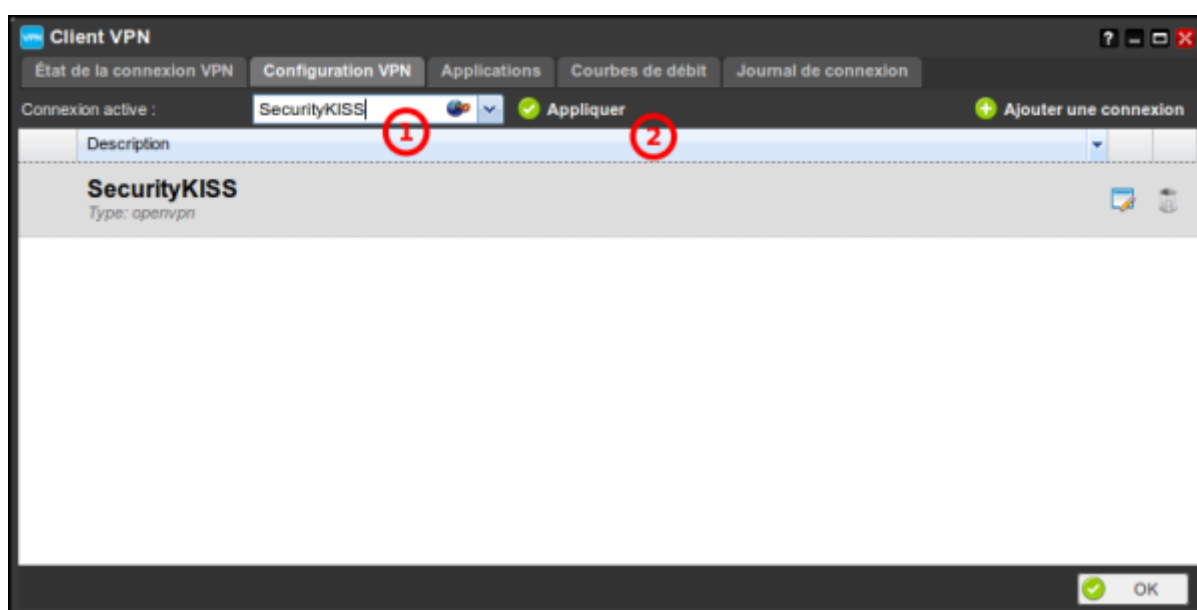 VPN Client VPN ?
État de la connexion VPN Configuration VPN Applications Courbes de débit Journal de connexion
Connexion active : SecurityKISS Appliquer Ajouter une connexion
1 2
Description
SecurityKISS
Type: openvpn
OK